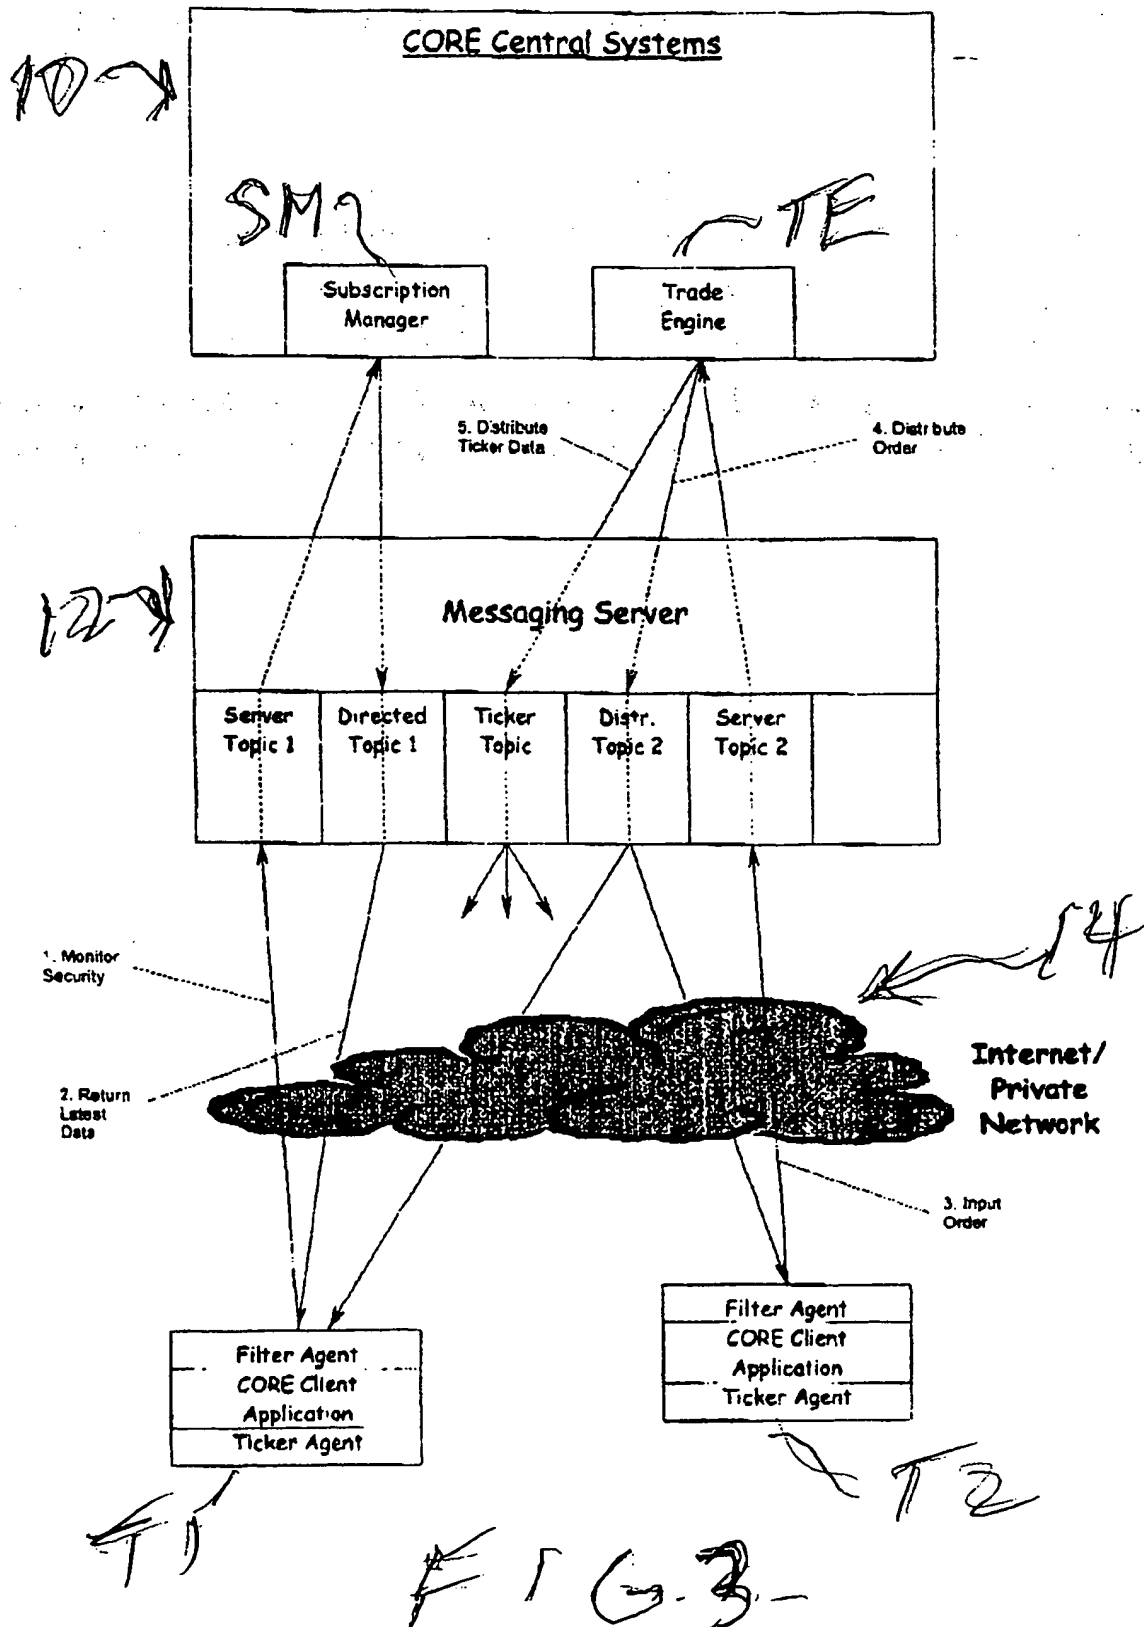 CORE Central Systems
10
SM
TE
Subscription
Manager
Trade
Engine
5. Distribute
Ticker Data
4. Distribute
Order
12
Messaging Server
Server
Topic 1
Directed
Topic 1
Ticker
Topic
Distr.
Topic 2
Server
Topic 2
14
1. Monitor
Security
Internet/
Private
Network
2. Return
Latest
Data
3. Input
Order
Filter Agent
CORE Client
Application
Ticker Agent
Filter Agent
CORE Client
Application
Ticker Agent
T1
T2
FIG. 3